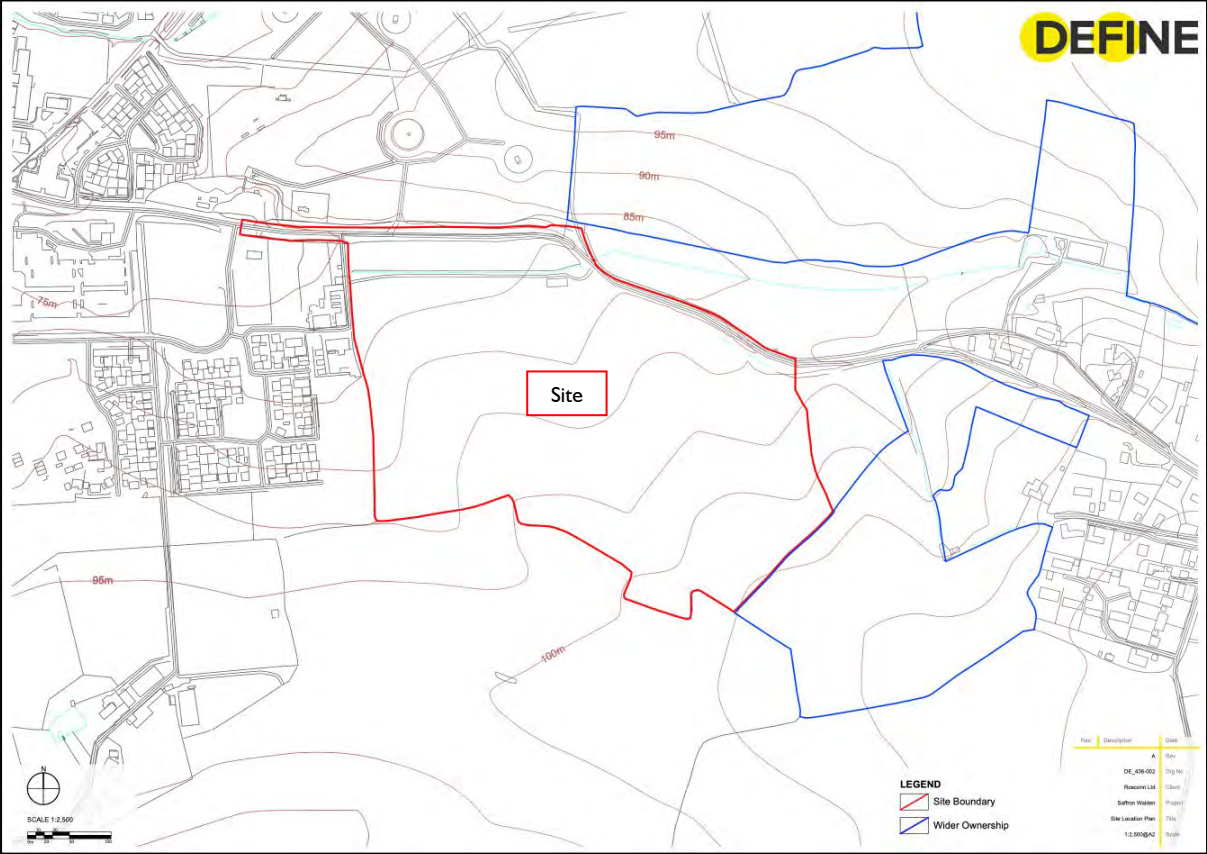 DEFINE
95m
90m
85m
75m
Site
95m
100m
N
SCALE 1:2,500
LEGEND
Site Boundary
Wider Ownership
Rev Description Date
A Rev
DE_436-002 Drg No
Rosconn Ltd Client
Saffron Walden Project
Site Location Plan Title
1:2,500@A2 Scale